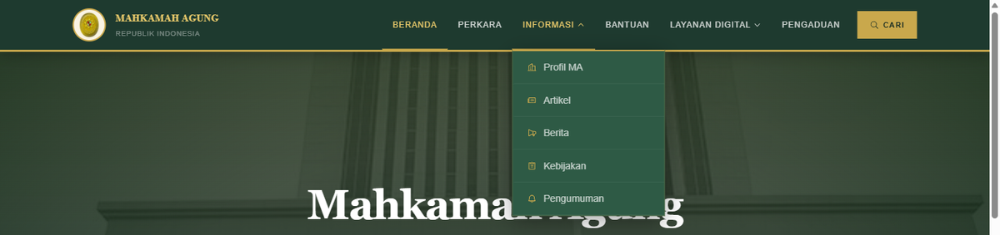 MAHKAMAH AGUNG
REPUBLIK INDONESIA
BERANDA PERKARA INFORMASI BANTUAN LAYANAN DIGITAL PENGADUAN CARI
Profil MA
Artikel
Berita
Kebijakan
Pengumuman
Mahkamah Agung